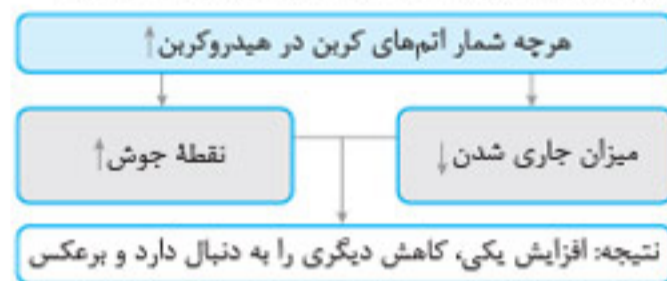 هرچه شمار اتم‌های کربن در هیدروکربن↑
میزان جاری شدن↓
نقطهٔ جوش↑
نتیجه: افزایش یکی، کاهش دیگری را به دنبال دارد و برعکس